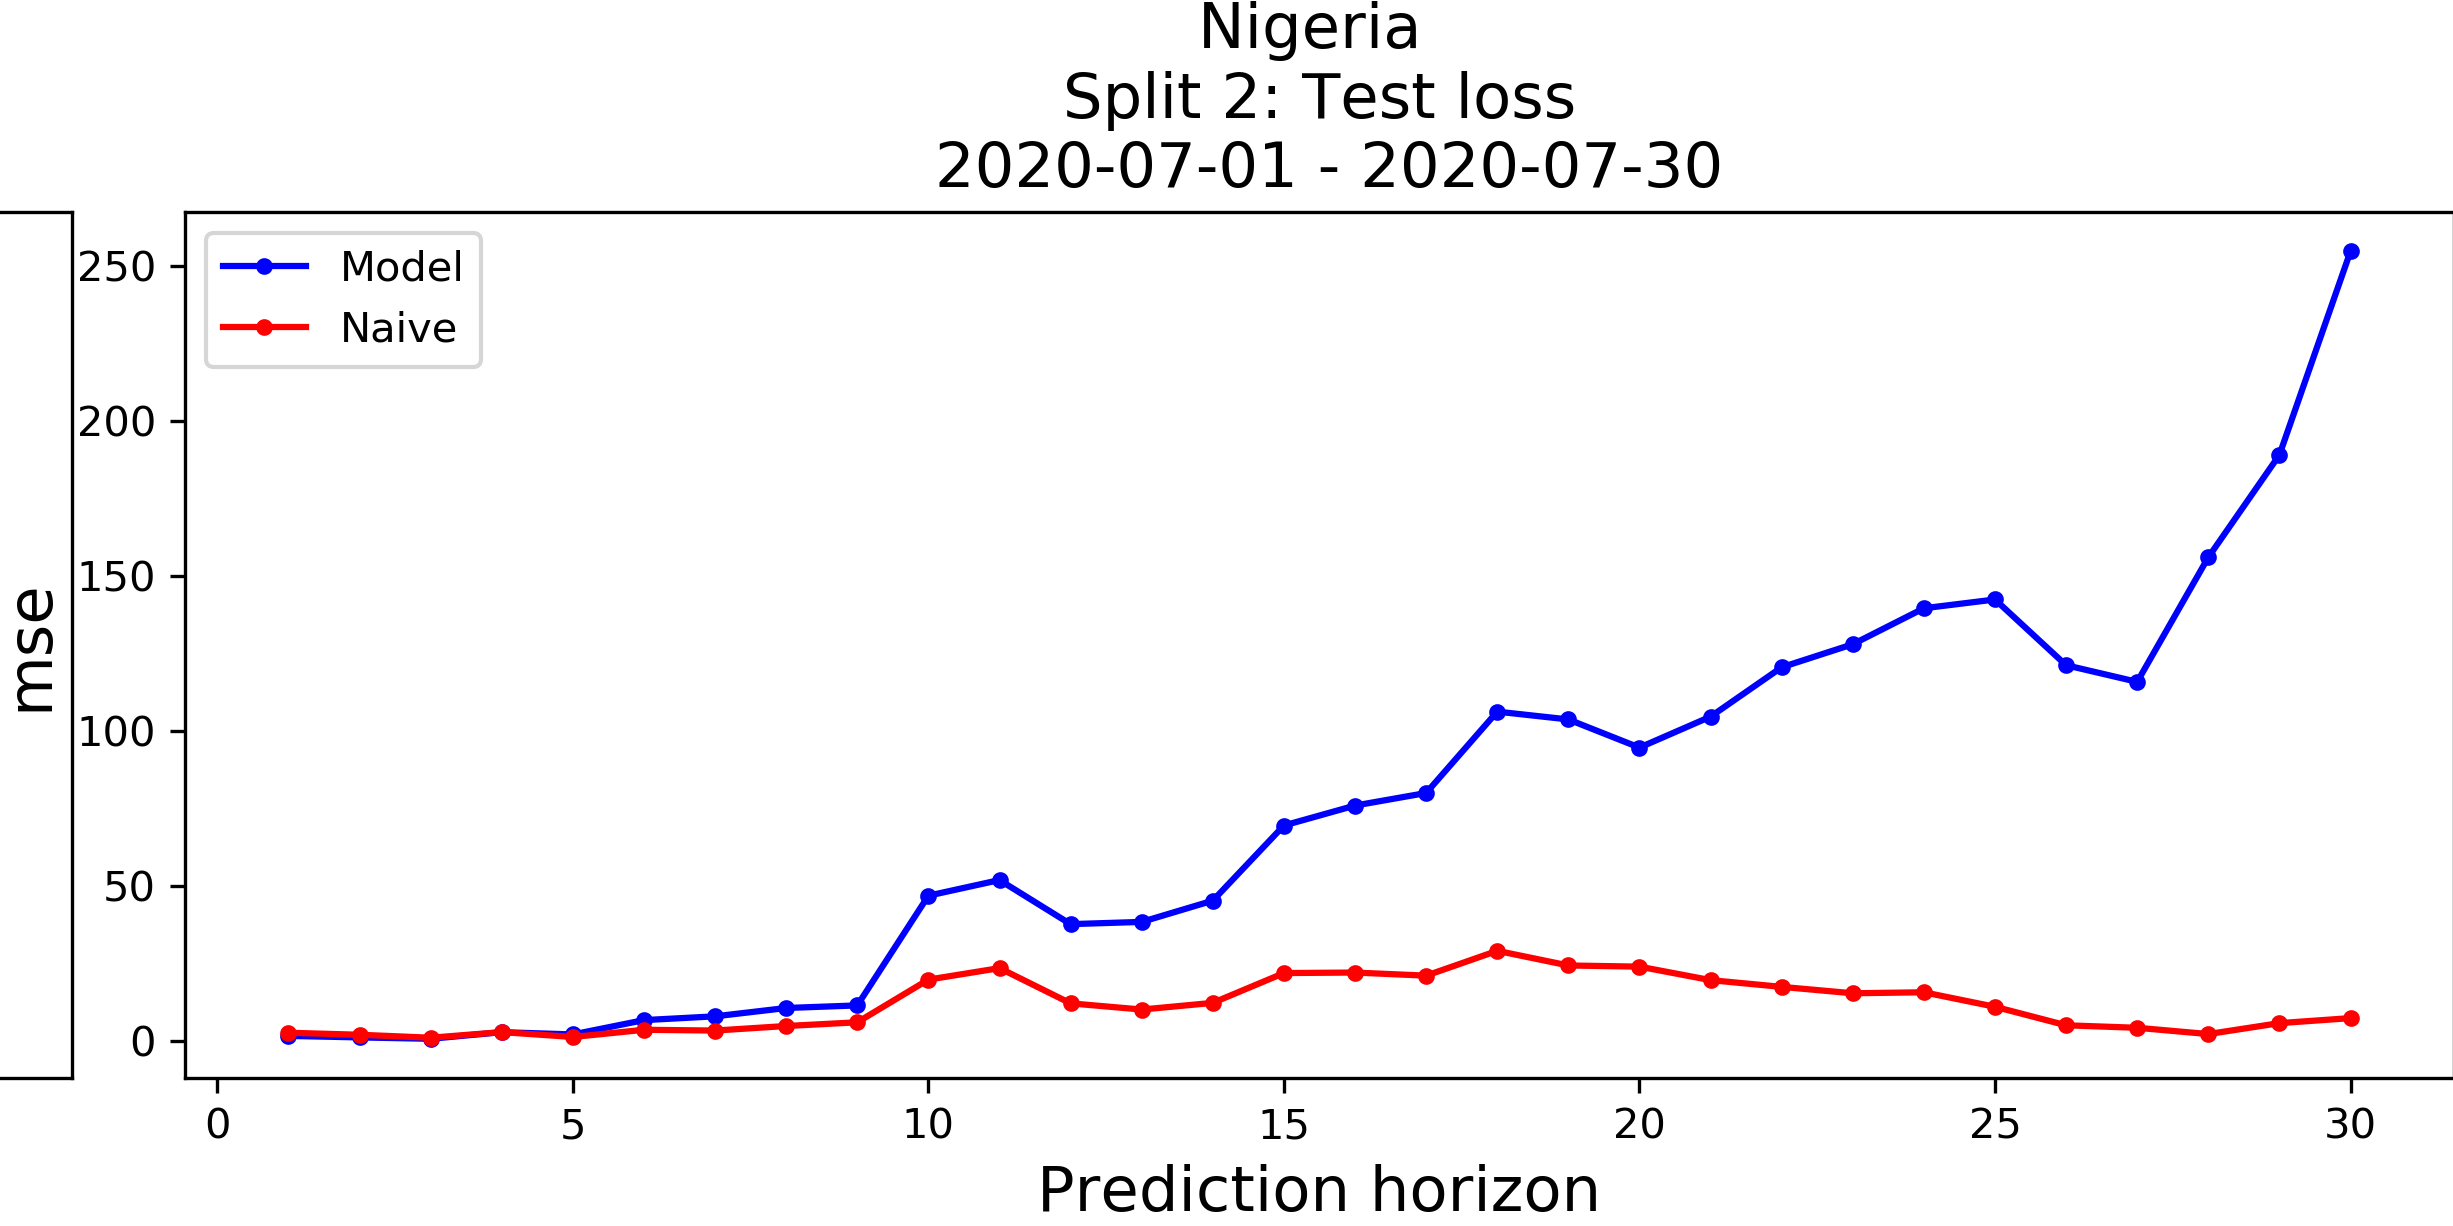 Nigeria
Split 2: Test loss
2020-07-01 - 2020-07-30
Model
Naive
250
200
150
100
50
0
mse
0 5 10 15 20 25 30
Prediction horizon